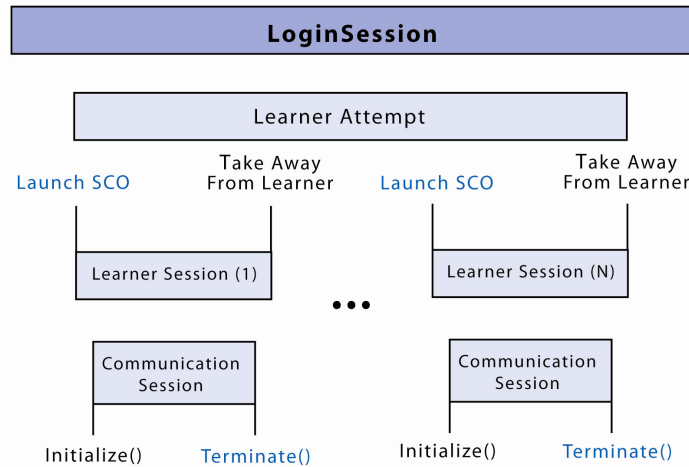 LoginSession
Learner Attempt
Launch SCO
Take Away
From Learner
Launch SCO
Take Away
From Learner
Learner Session (1)
Learner Session (N)
Communication
Session
Communication
Session
Initialize()
Terminate()
Initialize()
Terminate()